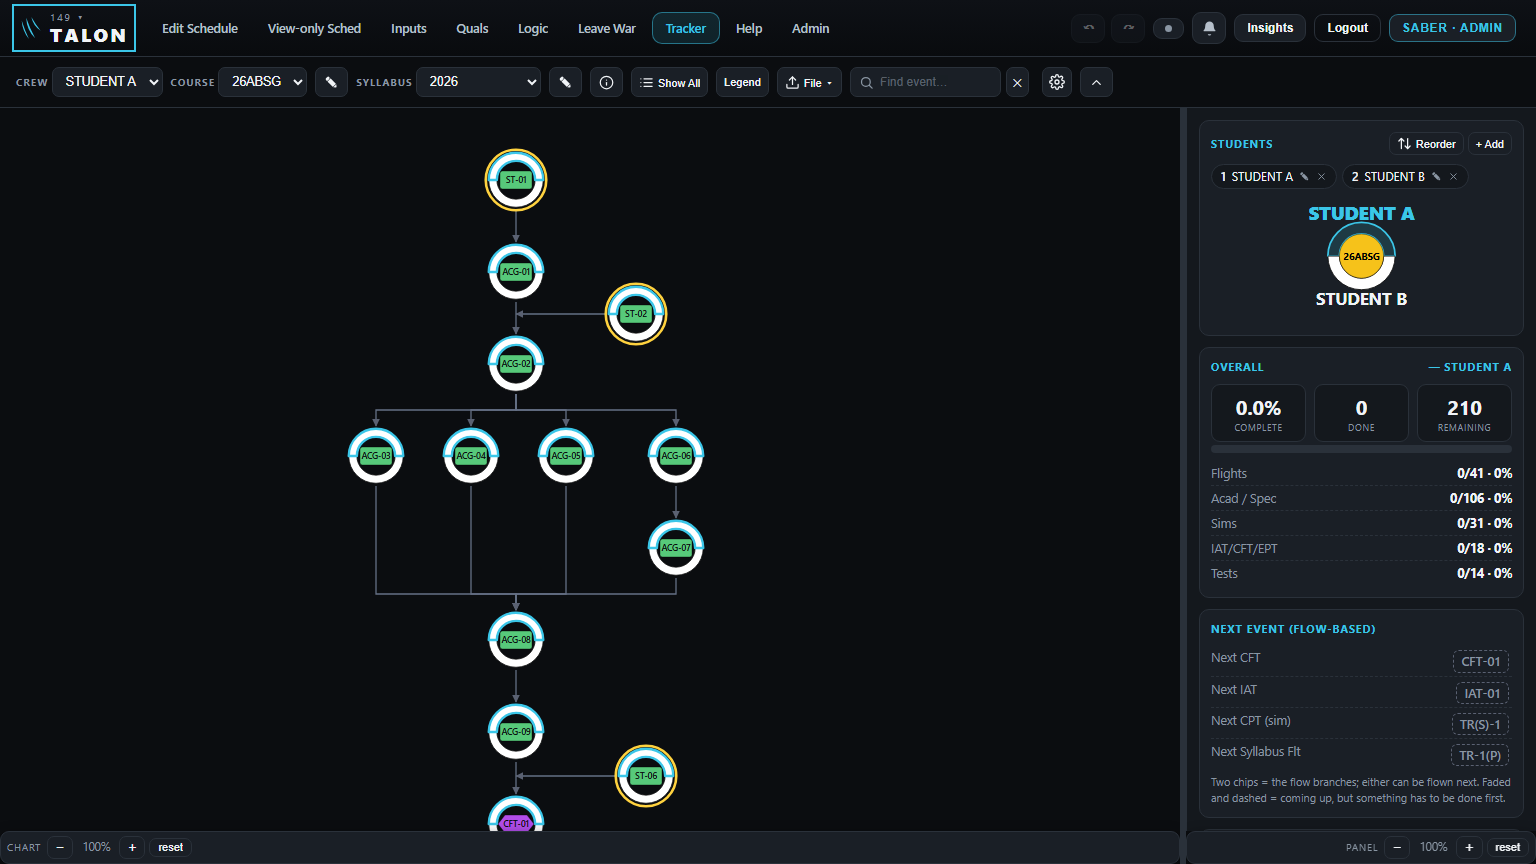 149
TALON
Edit Schedule
View-only Sched
Inputs
Quals
Logic
Leave War
Tracker
Help
Admin
Insights
Logout
SABER · ADMIN
CREW
STUDENT A
COURSE
26ABSG
SYLLABUS
2026
Show All
Legend
File
Find event...
ST-01
ACG-01
ST-02
ACG-02
ACG-03
ACG-04
ACG-05
ACG-06
ACG-07
ACG-08
ACG-09
ST-06
CFT-01
STUDENTS
Reorder
+ Add
1 STUDENT A
2 STUDENT B
STUDENT A
26ABSG
STUDENT B
OVERALL
— STUDENT A
0.0%
COMPLETE
0
DONE
210
REMAINING
Flights 0/41 · 0%
Acad / Spec 0/106 · 0%
Sims 0/31 · 0%
IAT/CFT/EPT 0/18 · 0%
Tests 0/14 · 0%
NEXT EVENT (FLOW-BASED)
Next CFT CFT-01
Next IAT IAT-01
Next CPT (sim) TR(S)-1
Next Syllabus Flt TR-1(P)
Two chips = the flow branches; either can be flown next. Faded
and dashed = coming up, but something has to be done first.
CHART − 100% + reset
PANEL − 100% + reset